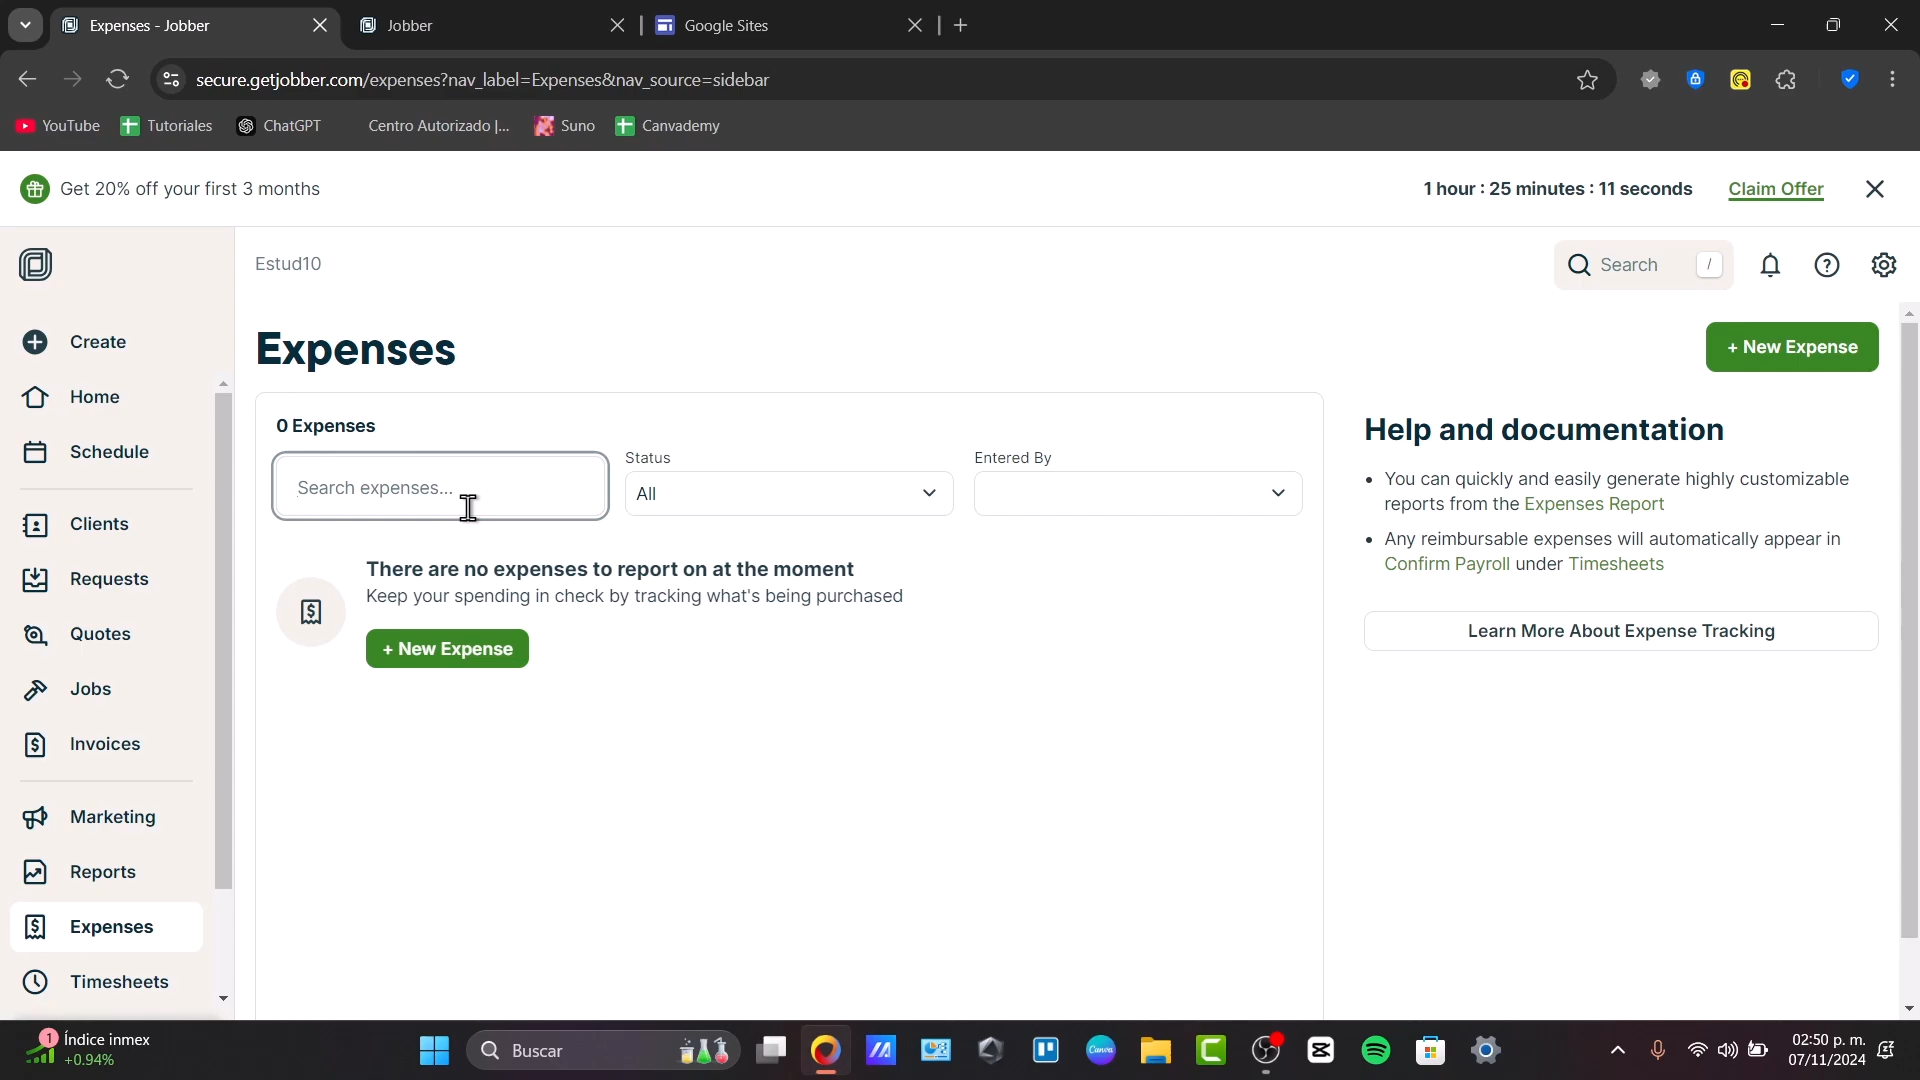 Expenses - Jobber
Jobber
Google Sites
secure.getjobber.com/expenses?nav_label=Expenses&nav_source=sidebar
YouTube
Tutoriales
ChatGPT
Centro Autorizado |...
Suno
Canvademy
Get 20% off your first 3 months
1 hour : 25 minutes : 11 seconds
Claim Offer
Estud10
Search /
Create
Home
Schedule
Clients
Requests
Quotes
Jobs
Invoices
Marketing
Reports
Expenses
Timesheets
Expenses
+ New Expense
0 Expenses
Search expenses...
Status
All
Entered By
There are no expenses to report on at the moment
Keep your spending in check by tracking what's being purchased
+ New Expense
Help and documentation
• You can quickly and easily generate highly customizable
reports from the Expenses Report
• Any reimbursable expenses will automatically appear in
Confirm Payroll under Timesheets
Learn More About Expense Tracking
1
Índice inmex
+0.94%
Buscar
Canva
02:50 p. m.
07/11/2024